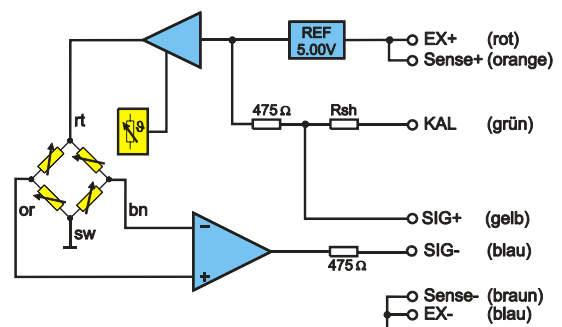 REF
5.00V
EX+ (rot)
Sense+ (orange)
rt
ϑ
475 Ω
Rsh
KAL (grün)
or
bn
sw
SIG+ (gelb)
−
+
SIG- (blau)
475 Ω
Sense- (braun)
EX- (blau)